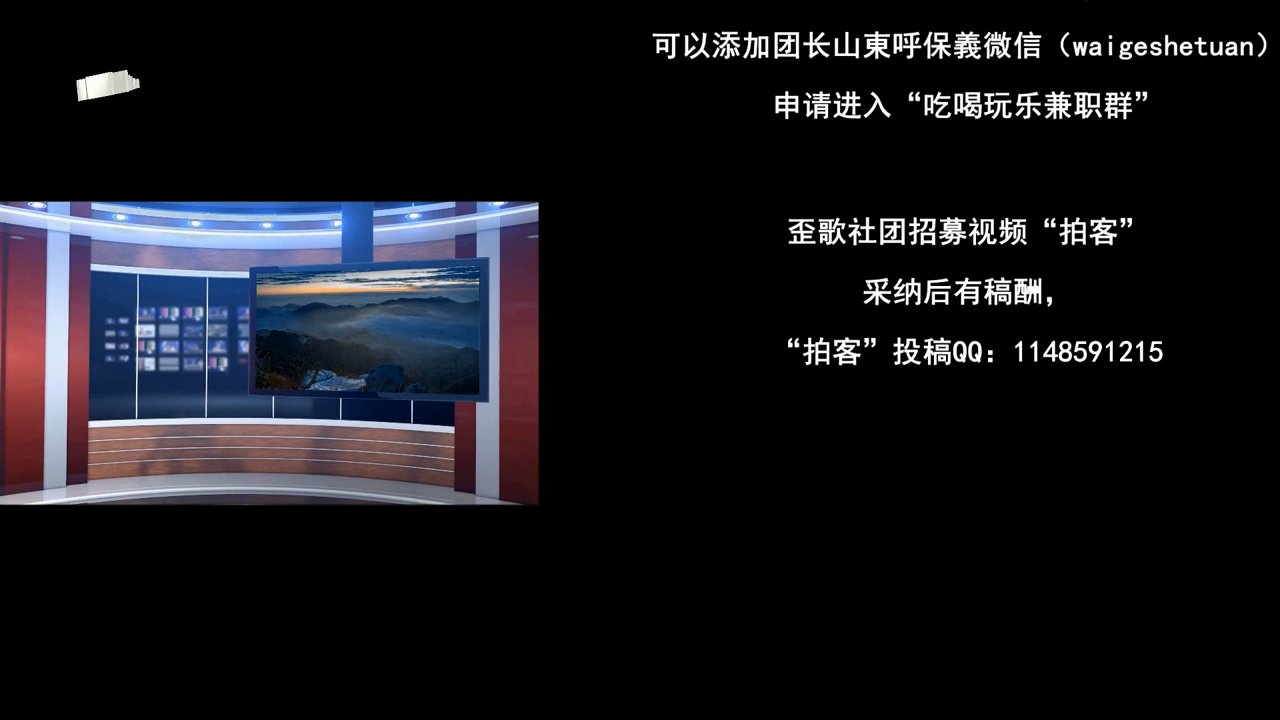 可以添加团长山東呼保義微信（waigeshetuan）
申请进入“吃喝玩乐兼职群”
歪歌社团招募视频“拍客”
采纳后有稿酬，
“拍客”投稿QQ：1148591215